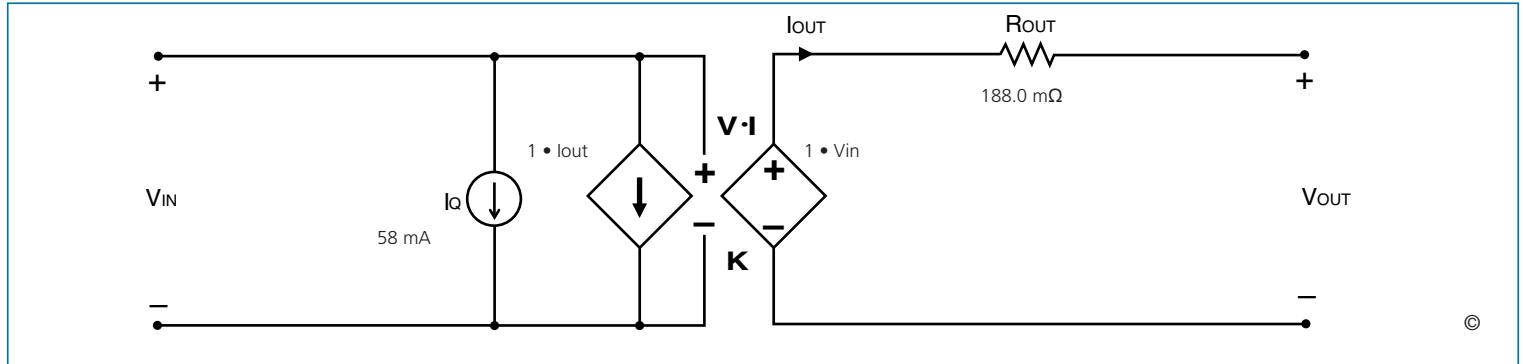 IOUT
ROUT
+
+
188.0 mΩ
V·I
1 • Iout
1 • Vin
+
+
VIN
IQ
VOUT
58 mA
–
–
K
–
–
©